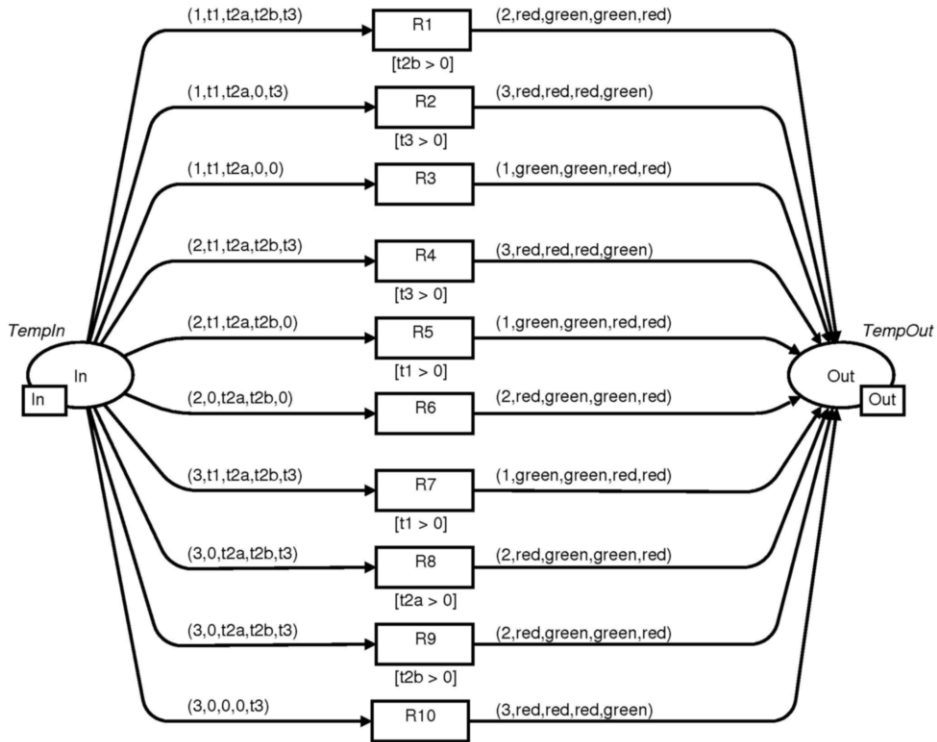 (1,t1,t2a,t2b,t3) R1 (2,red,green,green,red)
[t2b > 0]
(1,t1,t2a,0,t3) R2 (3,red,red,red,green)
[t3 > 0]
(1,t1,t2a,0,0) R3 (1,green,green,red,red)
(2,t1,t2a,t2b,t3) R4 (3,red,red,red,green)
[t3 > 0]
TempIn (2,t1,t2a,t2b,0) R5 (1,green,green,red,red) TempOut
[t1 > 0]
In Out
In (2,0,t2a,t2b,0) R6 (2,red,green,green,red) Out
(3,t1,t2a,t2b,t3) R7 (1,green,green,red,red)
[t1 > 0]
(3,0,t2a,t2b,t3) R8 (2,red,green,green,red)
[t2a > 0]
(3,0,t2a,t2b,t3) R9 (2,red,green,green,red)
[t2b > 0]
(3,0,0,0,t3) R10 (3,red,red,red,green)